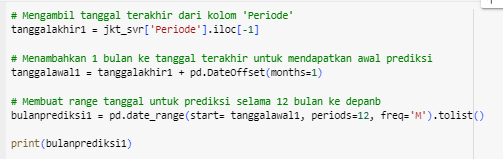 # Mengambil tanggal terakhir dari kolom 'Periode'
tanggalakhir1 = jkt_svr['Periode'].iloc[-1]
# Menambahkan 1 bulan ke tanggal terakhir untuk mendapatkan awal prediksi
tanggalawal1 = tanggalakhir1 + pd.DateOffset(months=1)
# Membuat range tanggal untuk prediksi selama 12 bulan ke depanb
bulanprediksi1 = pd.date_range(start= tanggalawal1, periods=12, freq='M').tolist()
print(bulanprediksi1)